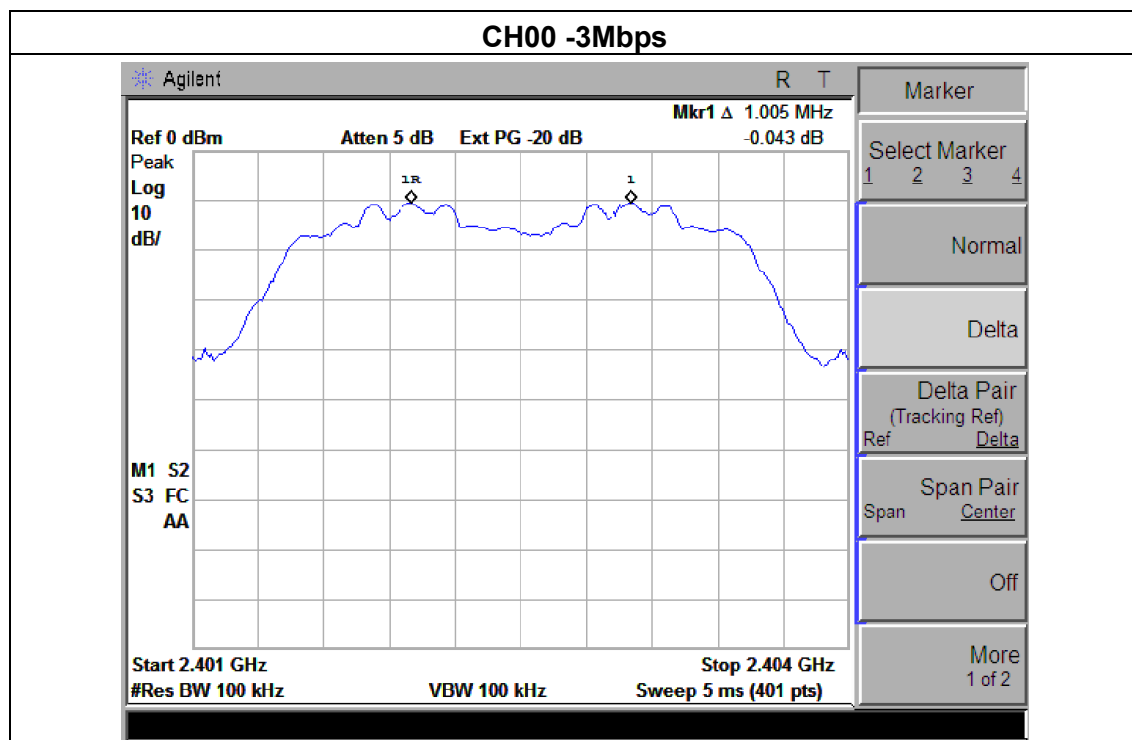 CH00 -3Mbps
Agilent
R T
Mkr1 Δ 1.005 MHz
Ref 0 dBm Atten 5 dB Ext PG -20 dB -0.043 dB
Peak
Log
10
dB/
1R
1
M1 S2
S3 FC
AA
Start 2.401 GHz Stop 2.404 GHz
#Res BW 100 kHz VBW 100 kHz Sweep 5 ms (401 pts)
Marker
Select Marker
1 2 3 4
Normal
Delta
Delta Pair
(Tracking Ref)
Ref Delta
Span Pair
Span Center
Off
More
1 of 2